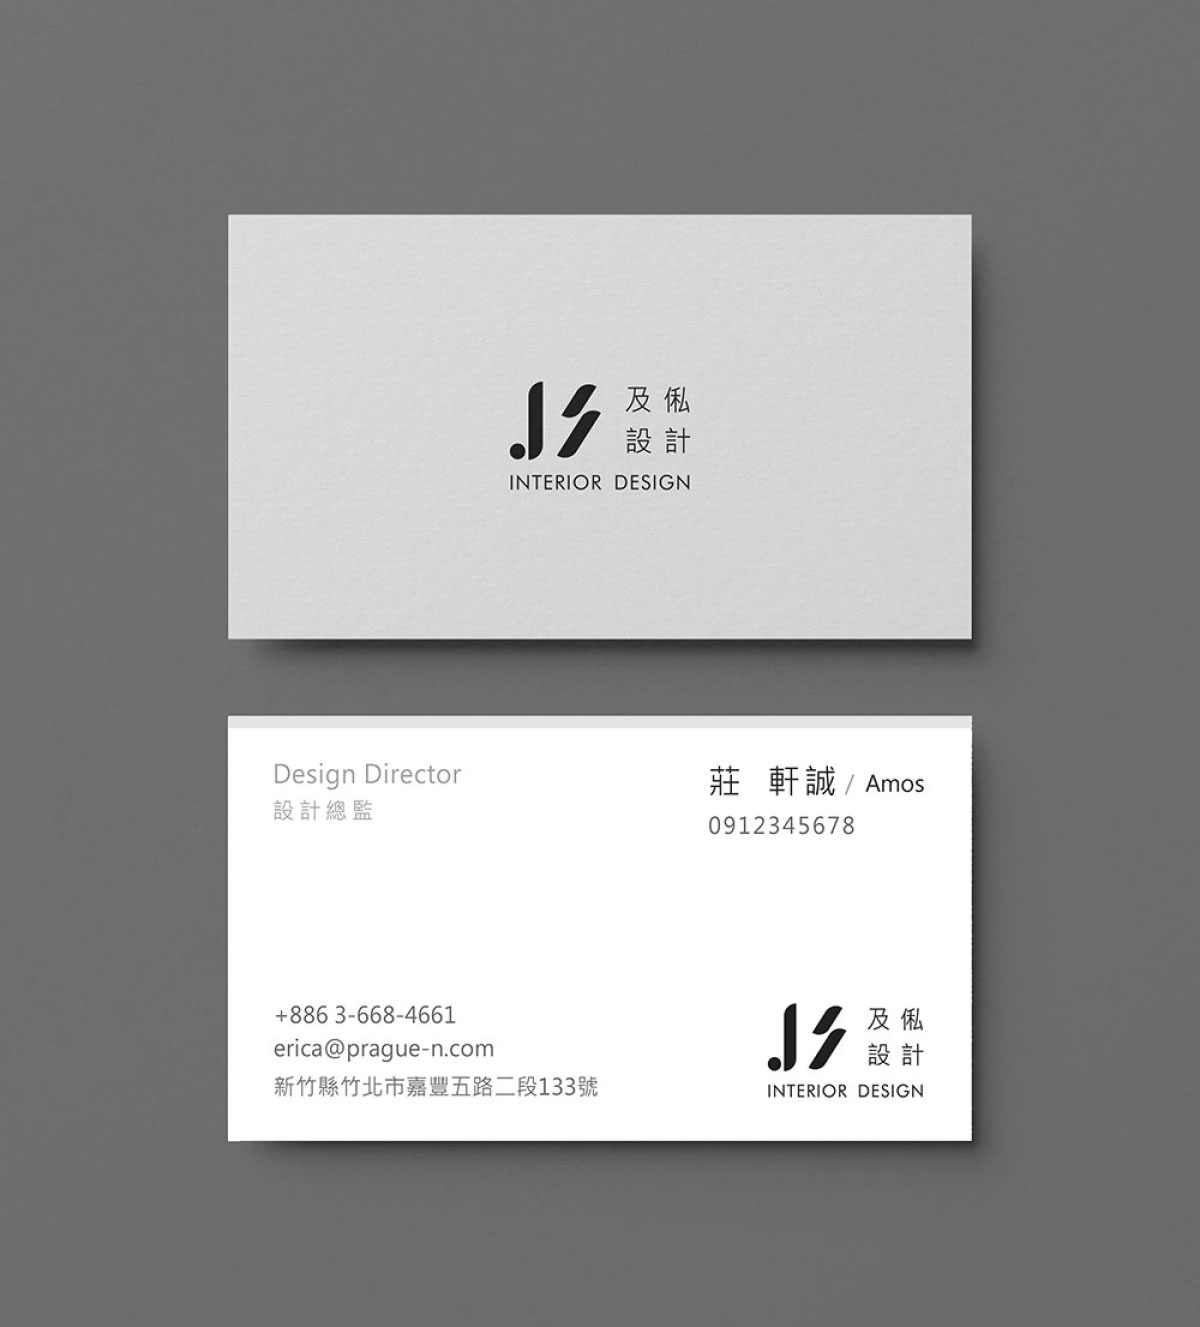 JS
及俬
設計
INTERIOR DESIGN
Design Director
設計總監
莊 軒誠 / Amos
0912345678
+886 3-668-4661
erica@prague-n.com
新竹縣竹北市嘉豐五路二段133號
JS
及俬
設計
INTERIOR DESIGN